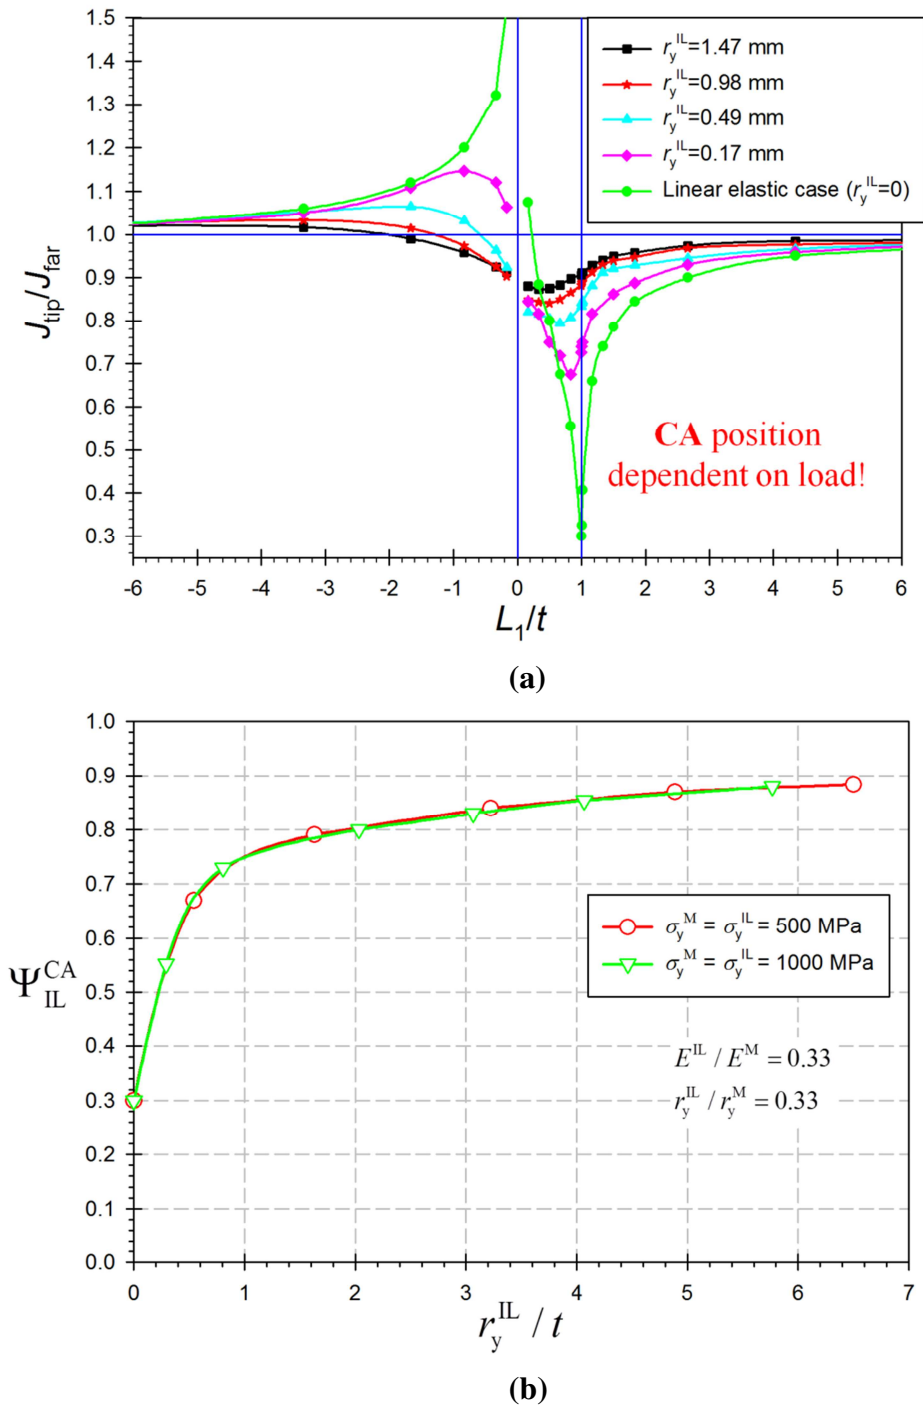 1.5
1.4
1.3
1.2
1.1
1.0
0.9
0.8
0.7
0.6
0.5
0.4
0.3
J_tip/J_far
r_y^IL=1.47 mm
r_y^IL=0.98 mm
r_y^IL=0.49 mm
r_y^IL=0.17 mm
Linear elastic case (r_y^IL=0)
CA position
dependent on load!
-6 -5 -4 -3 -2 -1 0 1 2 3 4 5 6
L_1/t
(a)
1.0
0.9
0.8
0.7
0.6
0.5
0.4
0.3
0.2
0.1
0.0
Ψ_IL^CA
σ_y^M = σ_y^IL = 500 MPa
σ_y^M = σ_y^IL = 1000 MPa
E^IL / E^M = 0.33
r_y^IL / r_y^M = 0.33
0 1 2 3 4 5 6 7
r_y^IL / t
(b)